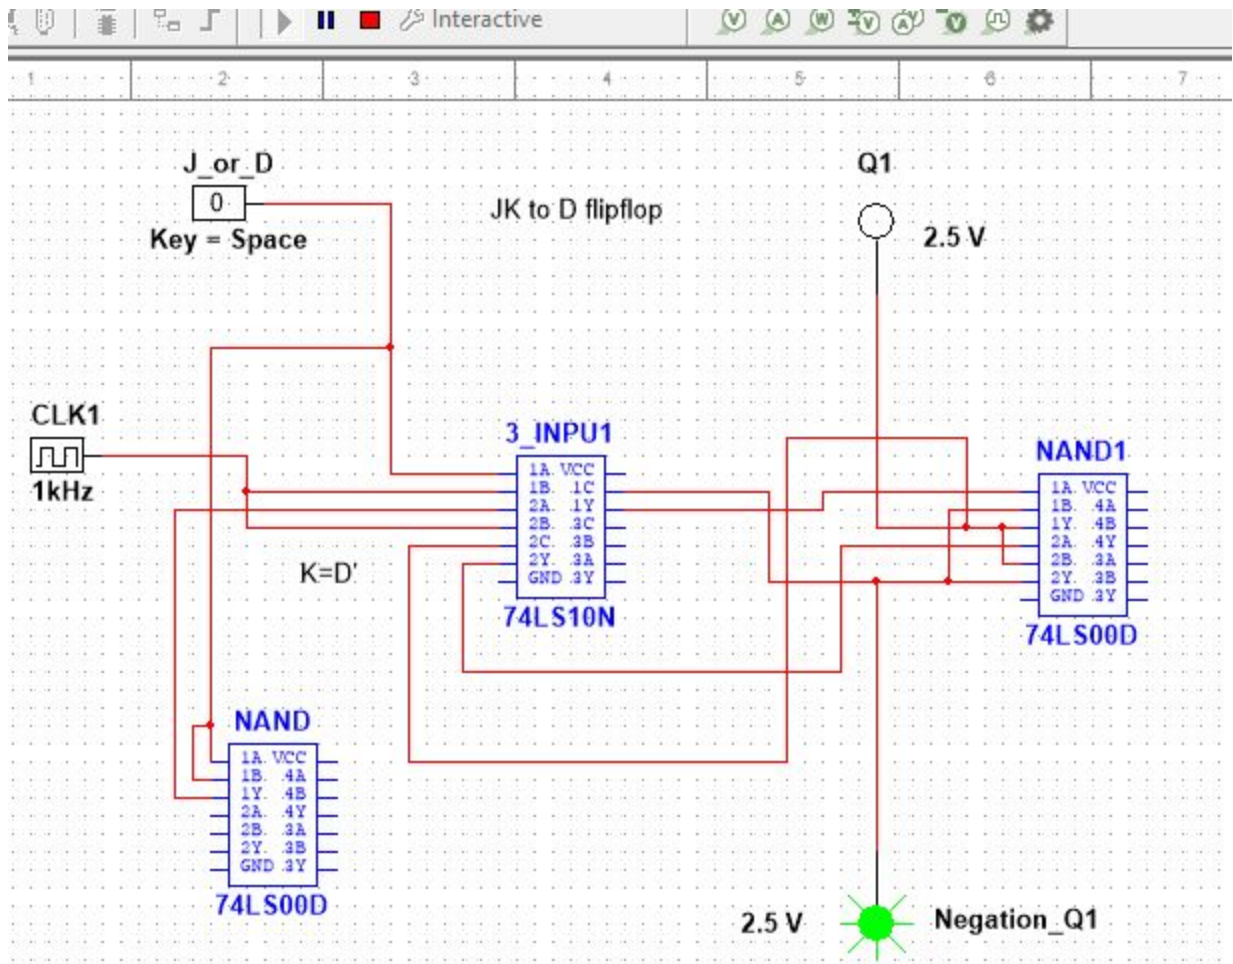 Interactive
V A W V A V
1 2 3 4 5 6 7
J_or_D
0
Key = Space
JK to D flipflop
Q1
2.5 V
CLK1
1kHz
3_INPU1
1A VCC
1B 1C
2A 1Y
2B 3C
2C 3B
2Y 3A
GND 3Y
74LS10N
K=D'
NAND1
1A VCC
1B 4A
1Y 4B
2A 4Y
2B 3A
2Y 3B
GND 3Y
74LS00D
NAND
1A VCC
1B 4A
1Y 4B
2A 4Y
2B 3A
2Y 3B
GND 3Y
74LS00D
2.5 V
Negation_Q1